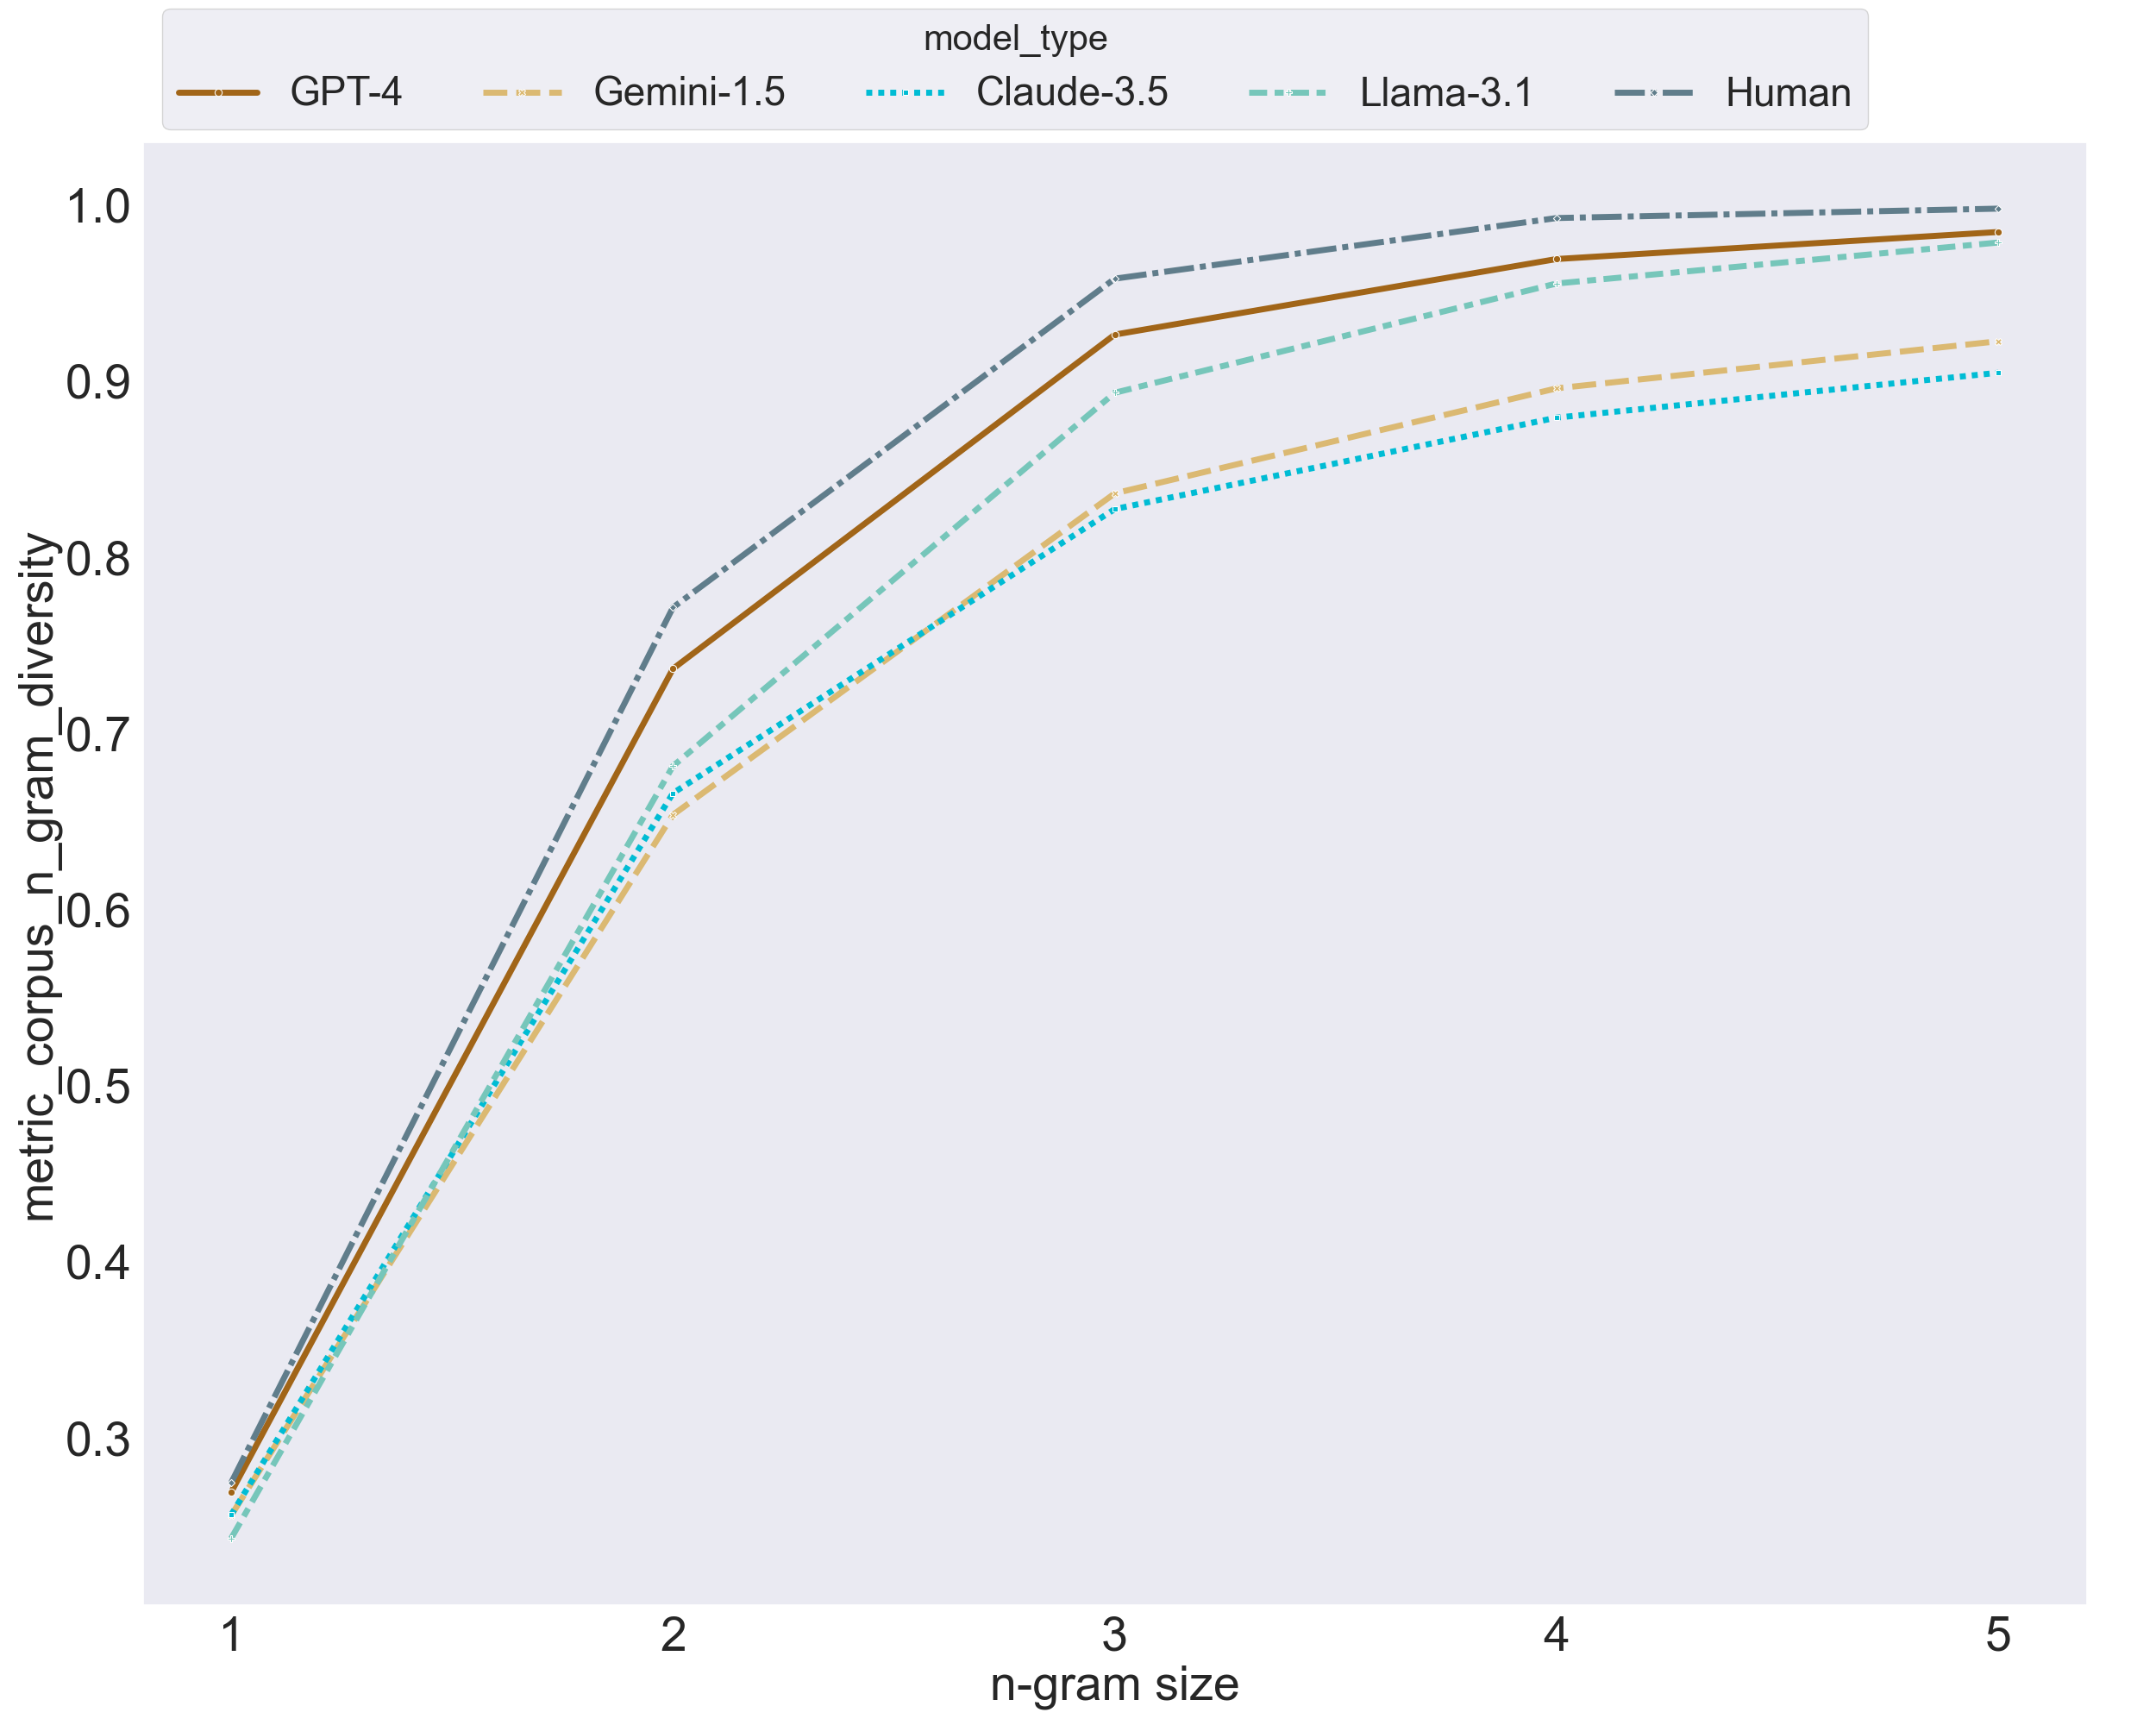 model_type
GPT-4 Gemini-1.5 Claude-3.5 Llama-3.1 Human
metric_corpus_n_gram_diversity
1.0
0.9
0.8
0.7
0.6
0.5
0.4
0.3
1 2 3 4 5
n-gram size